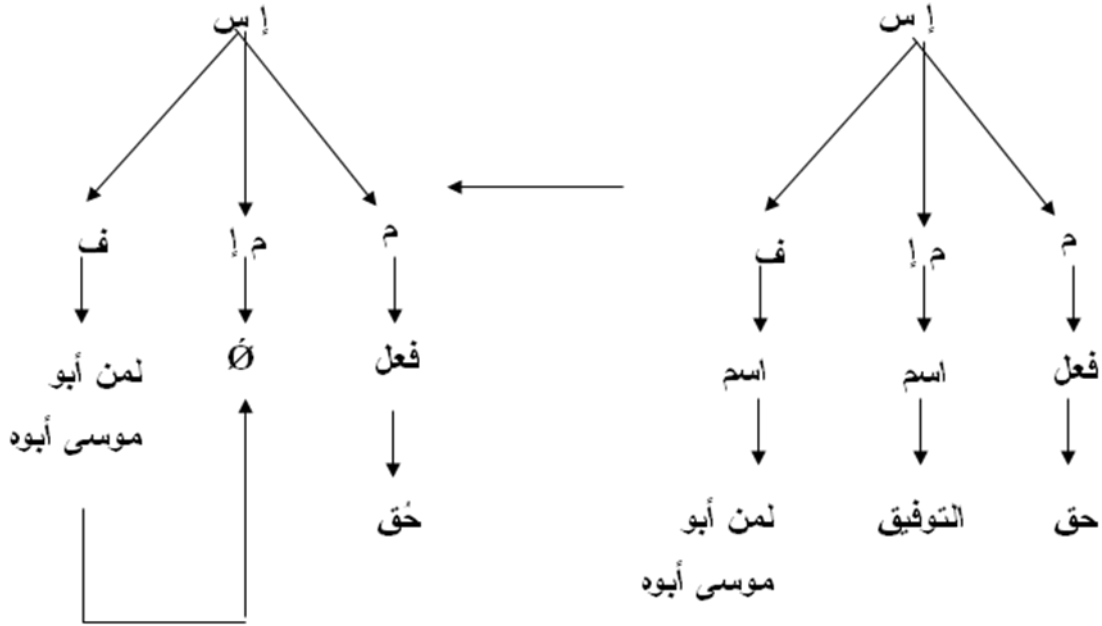 إ س
م
م إ
ف
فعل
اسم
اسم
حق
التوفيق
لمن أبو
موسى أبوه
إ س
م
م إ
ف
فعل
Ǿ
لمن أبو
موسى أبوه
حُق